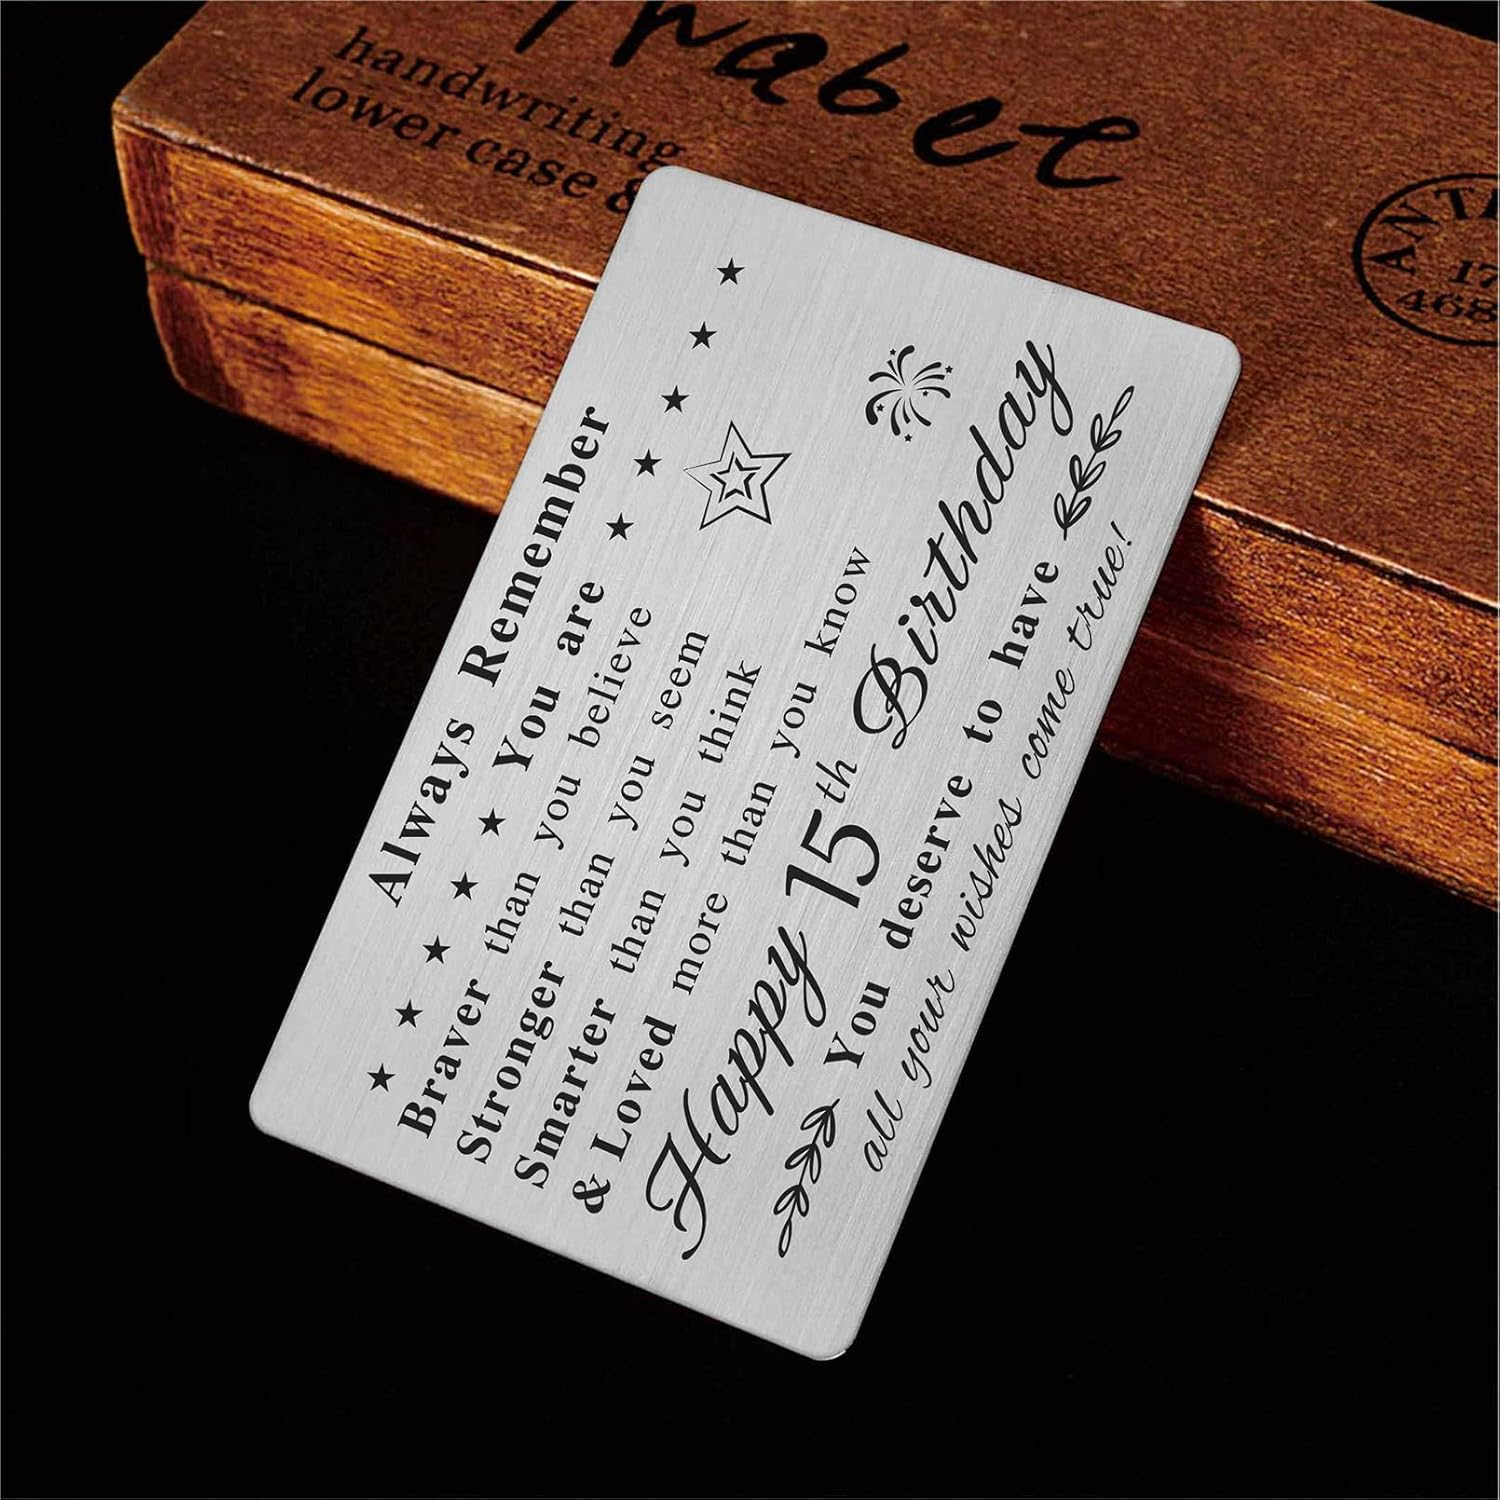 handwriting
lower case &
Always Remember
You are
Braver than you believe
Stronger than you seem
Smarter than you think
& Loved more than you know
Happy 15th Birthday
You deserve to have
all your wishes come true!